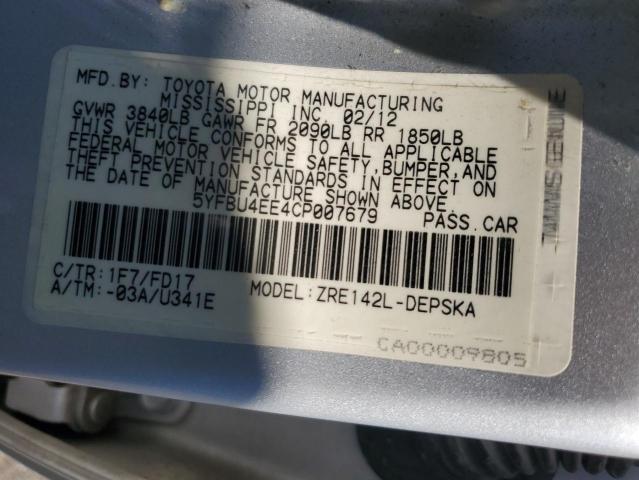 MFD.BY: TOYOTA MOTOR MANUFACTURING
MISSISSIPPI INC. 02/12
GVWR 3840LB GAWR FR 2090LB RR 1850LB
THIS VEHICLE CONFORMS TO ALL APPLICABLE
FEDERAL MOTOR VEHICLE SAFETY,BUMPER,AND
THEFT PREVENTION STANDARDS IN EFFECT ON
THE DATE OF MANUFACTURE SHOWN ABOVE.
5YFBU4EE4CP007679 PASS.CAR
C/TR:1F7/FD17
A/TM:-03A/U341E MODEL:ZRE142L-DEPSKA
CA00009805
GENUINE